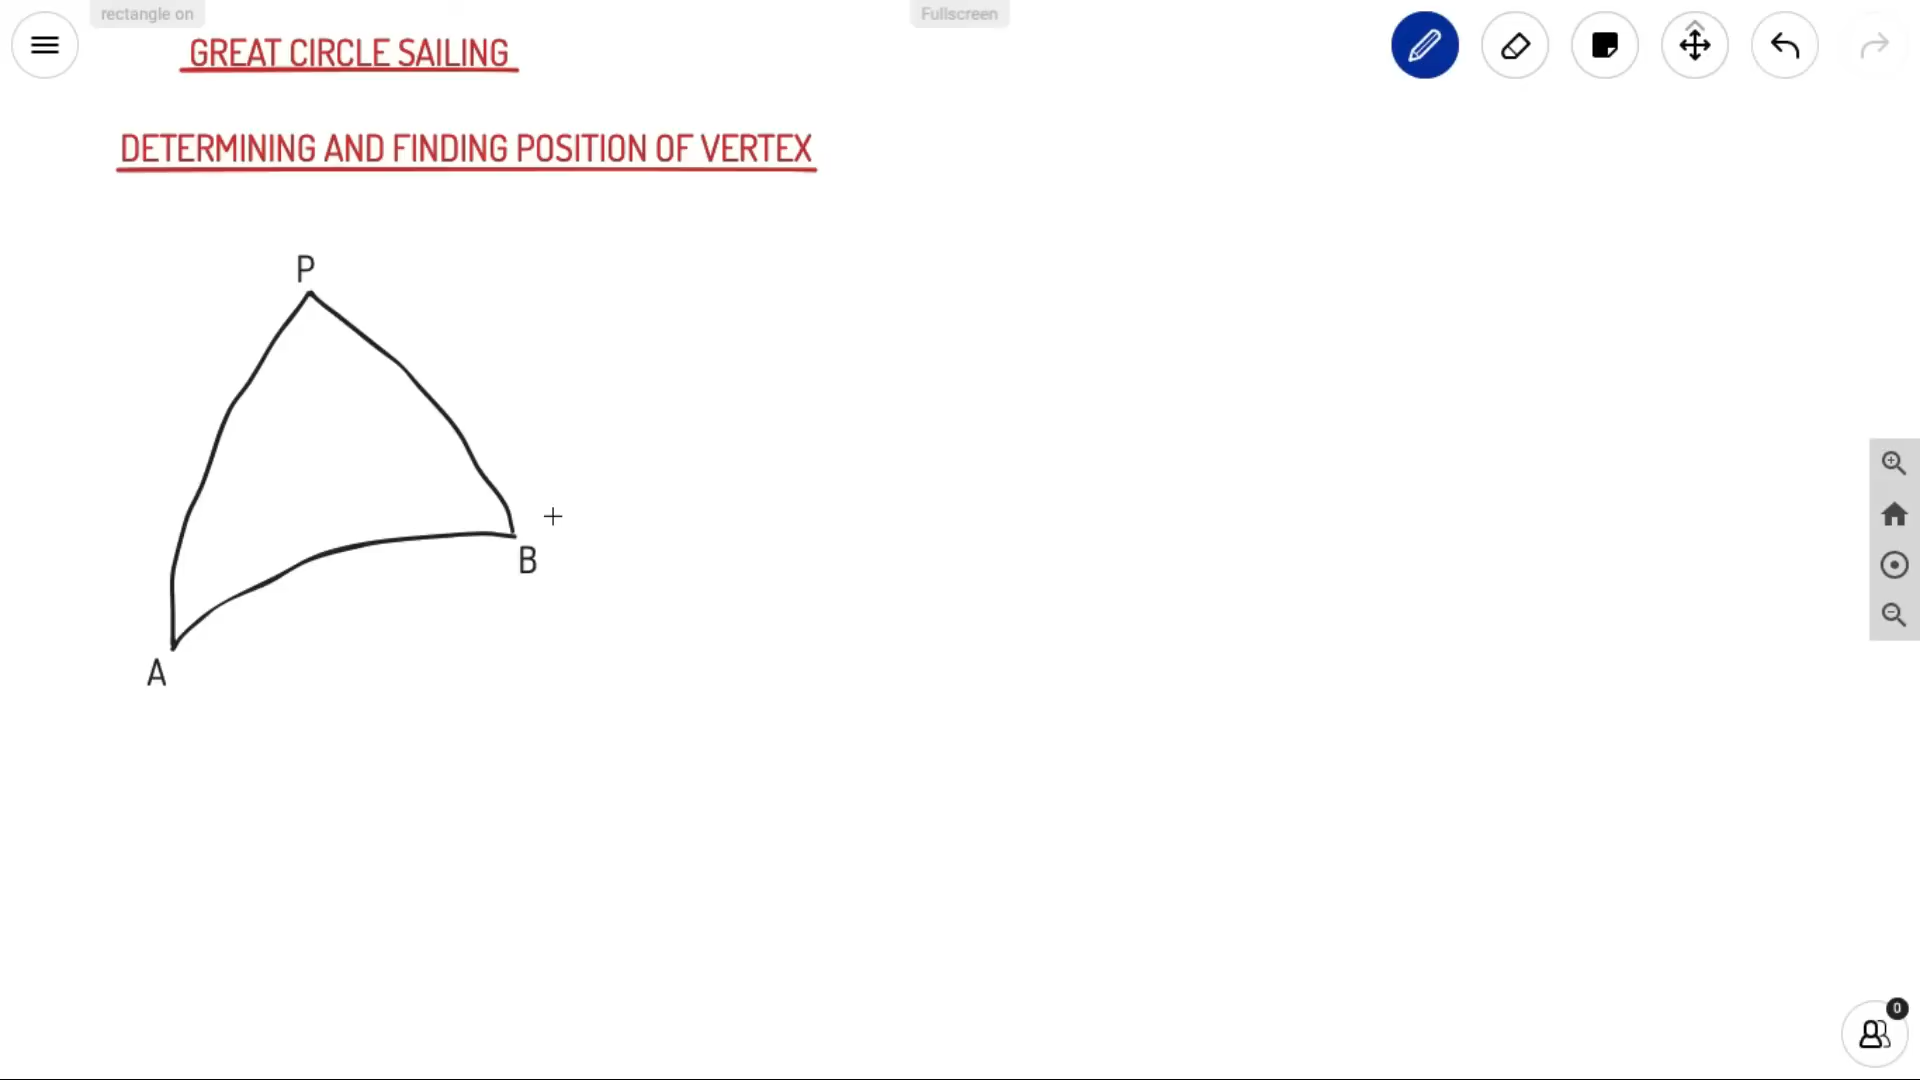 rectangle on
Fullscreen
GREAT CIRCLE SAILING
DETERMINING AND FINDING POSITION OF VERTEX
P
B
A
0